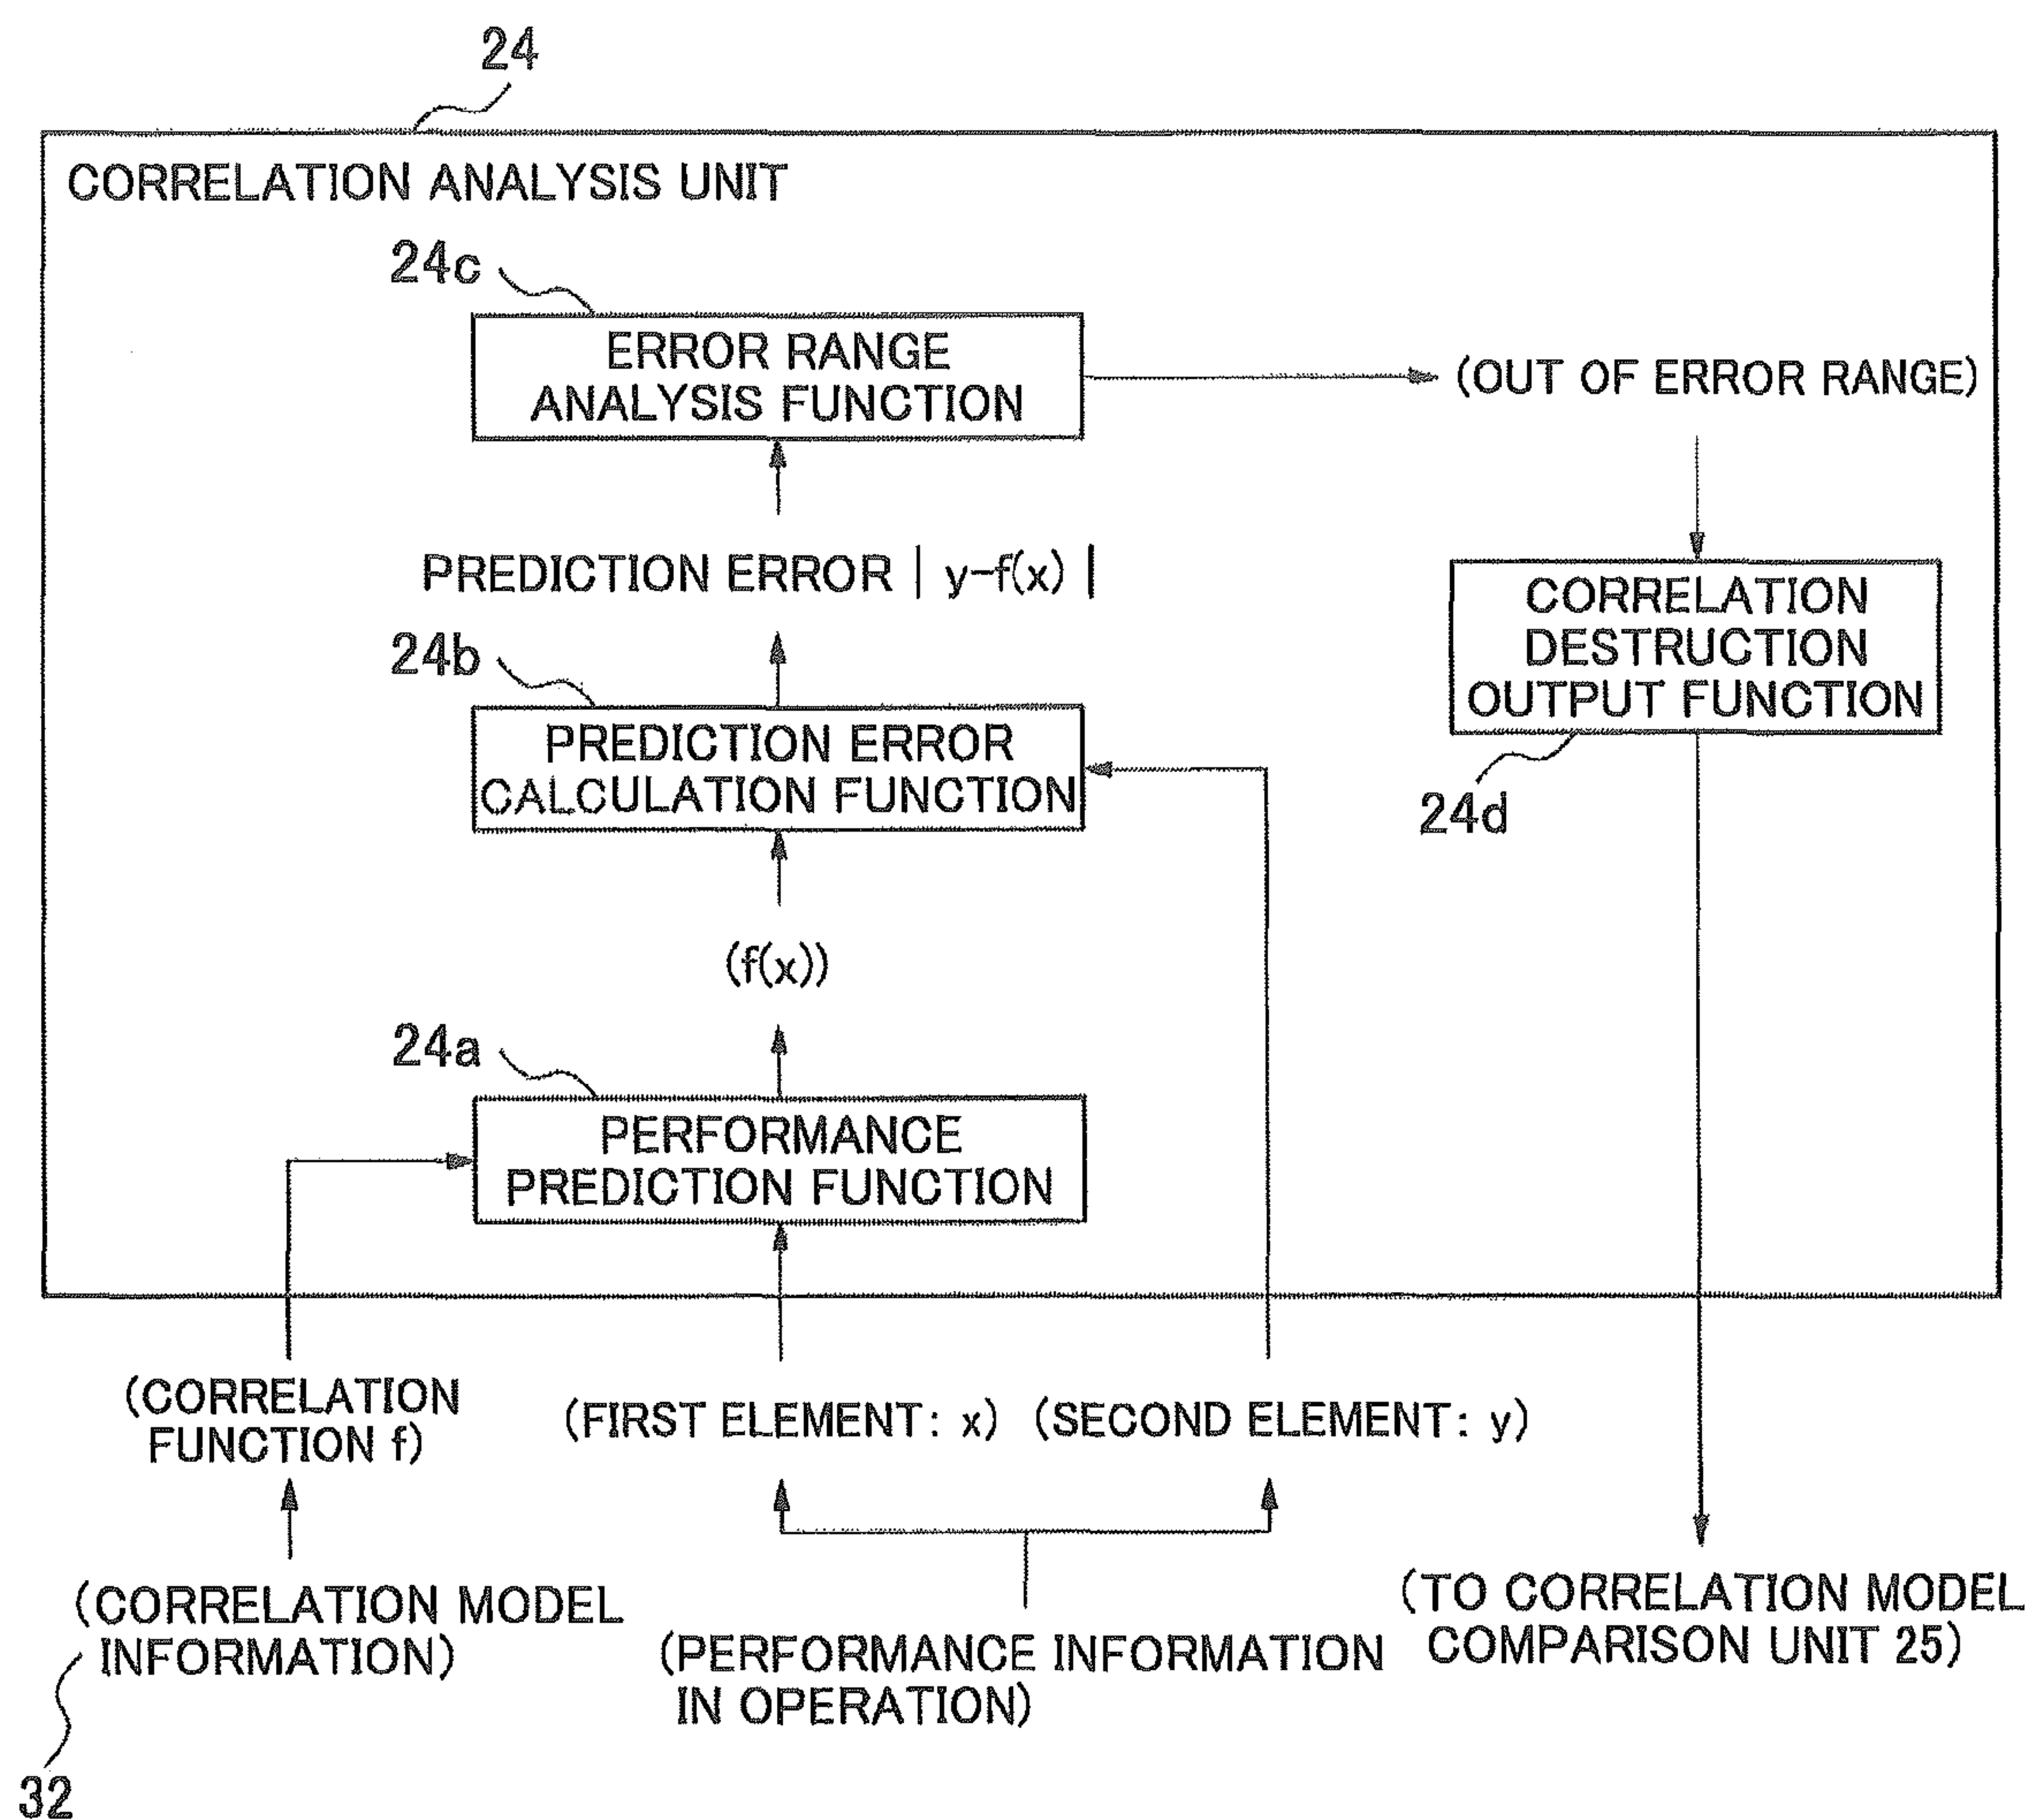 24
CORRELATION ANALYSIS UNIT
24c
ERROR RANGE
ANALYSIS FUNCTION
(OUT OF ERROR RANGE)
PREDICTION ERROR | y-f(x) |
CORRELATION
DESTRUCTION
OUTPUT FUNCTION
24b
PREDICTION ERROR
CALCULATION FUNCTION
24d
(f(x))
24a
PERFORMANCE
PREDICTION FUNCTION
(CORRELATION
FUNCTION f)
(FIRST ELEMENT: x)
(SECOND ELEMENT: y)
(CORRELATION MODEL
INFORMATION)
(PERFORMANCE INFORMATION
IN OPERATION)
(TO CORRELATION MODEL
COMPARISON UNIT 25)
32